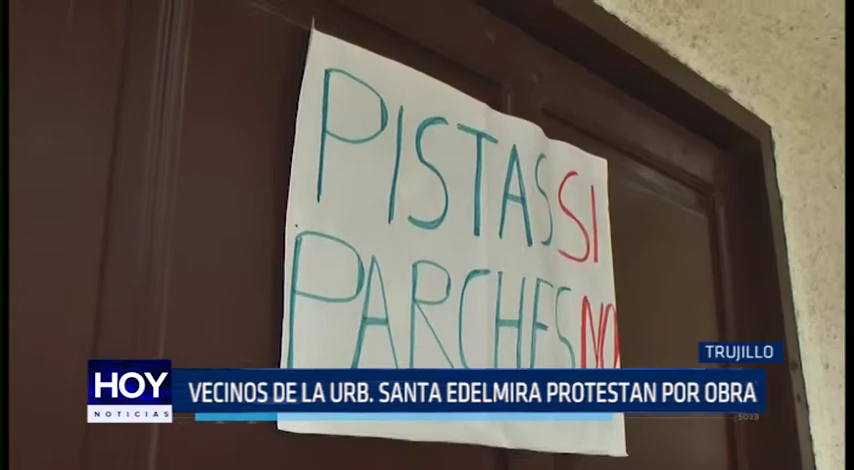 PISTAS SI
PARCHES NO
TRUJILLO
HOY
NOTICIAS
VECINOS DE LA URB. SANTA EDELMIRA PROTESTAN POR OBRA